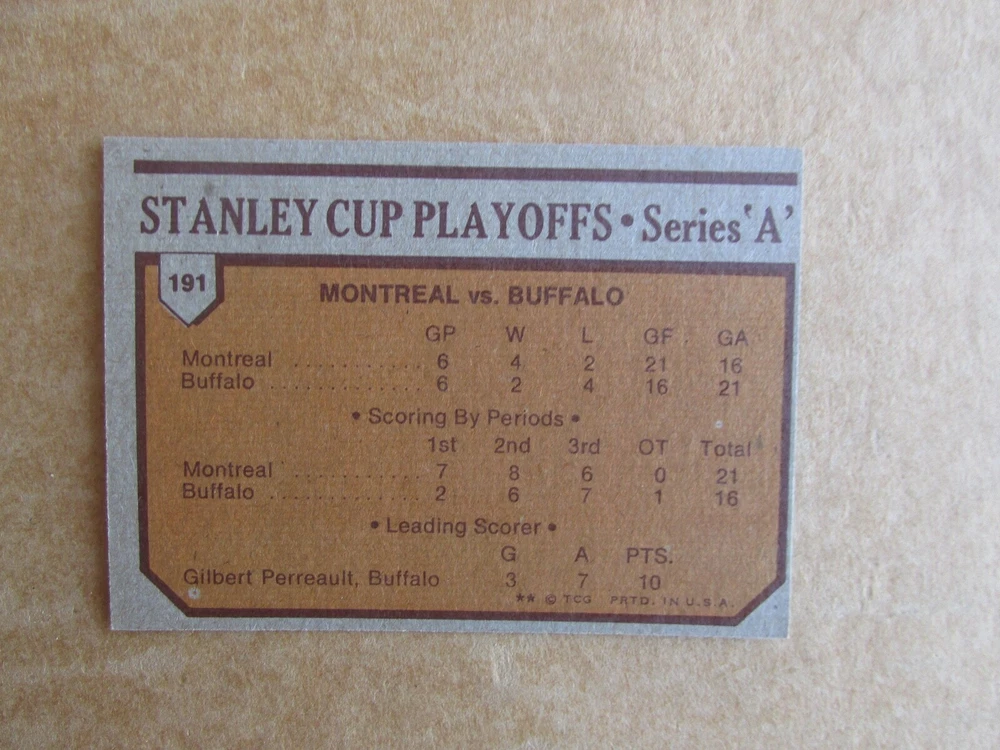 STANLEY CUP PLAYOFFS • Series 'A'
191
MONTREAL vs. BUFFALO
GP W L GF GA
Montreal .......... 6 4 2 21 16
Buffalo ............ 6 2 4 16 21
• Scoring By Periods •
1st 2nd 3rd OT Total
Montreal .......... 7 8 6 0 21
Buffalo ............ 2 6 7 1 16
• Leading Scorer •
G A PTS.
Gilbert Perreault, Buffalo 3 7 10
** © TCG PRTD. IN U.S.A.